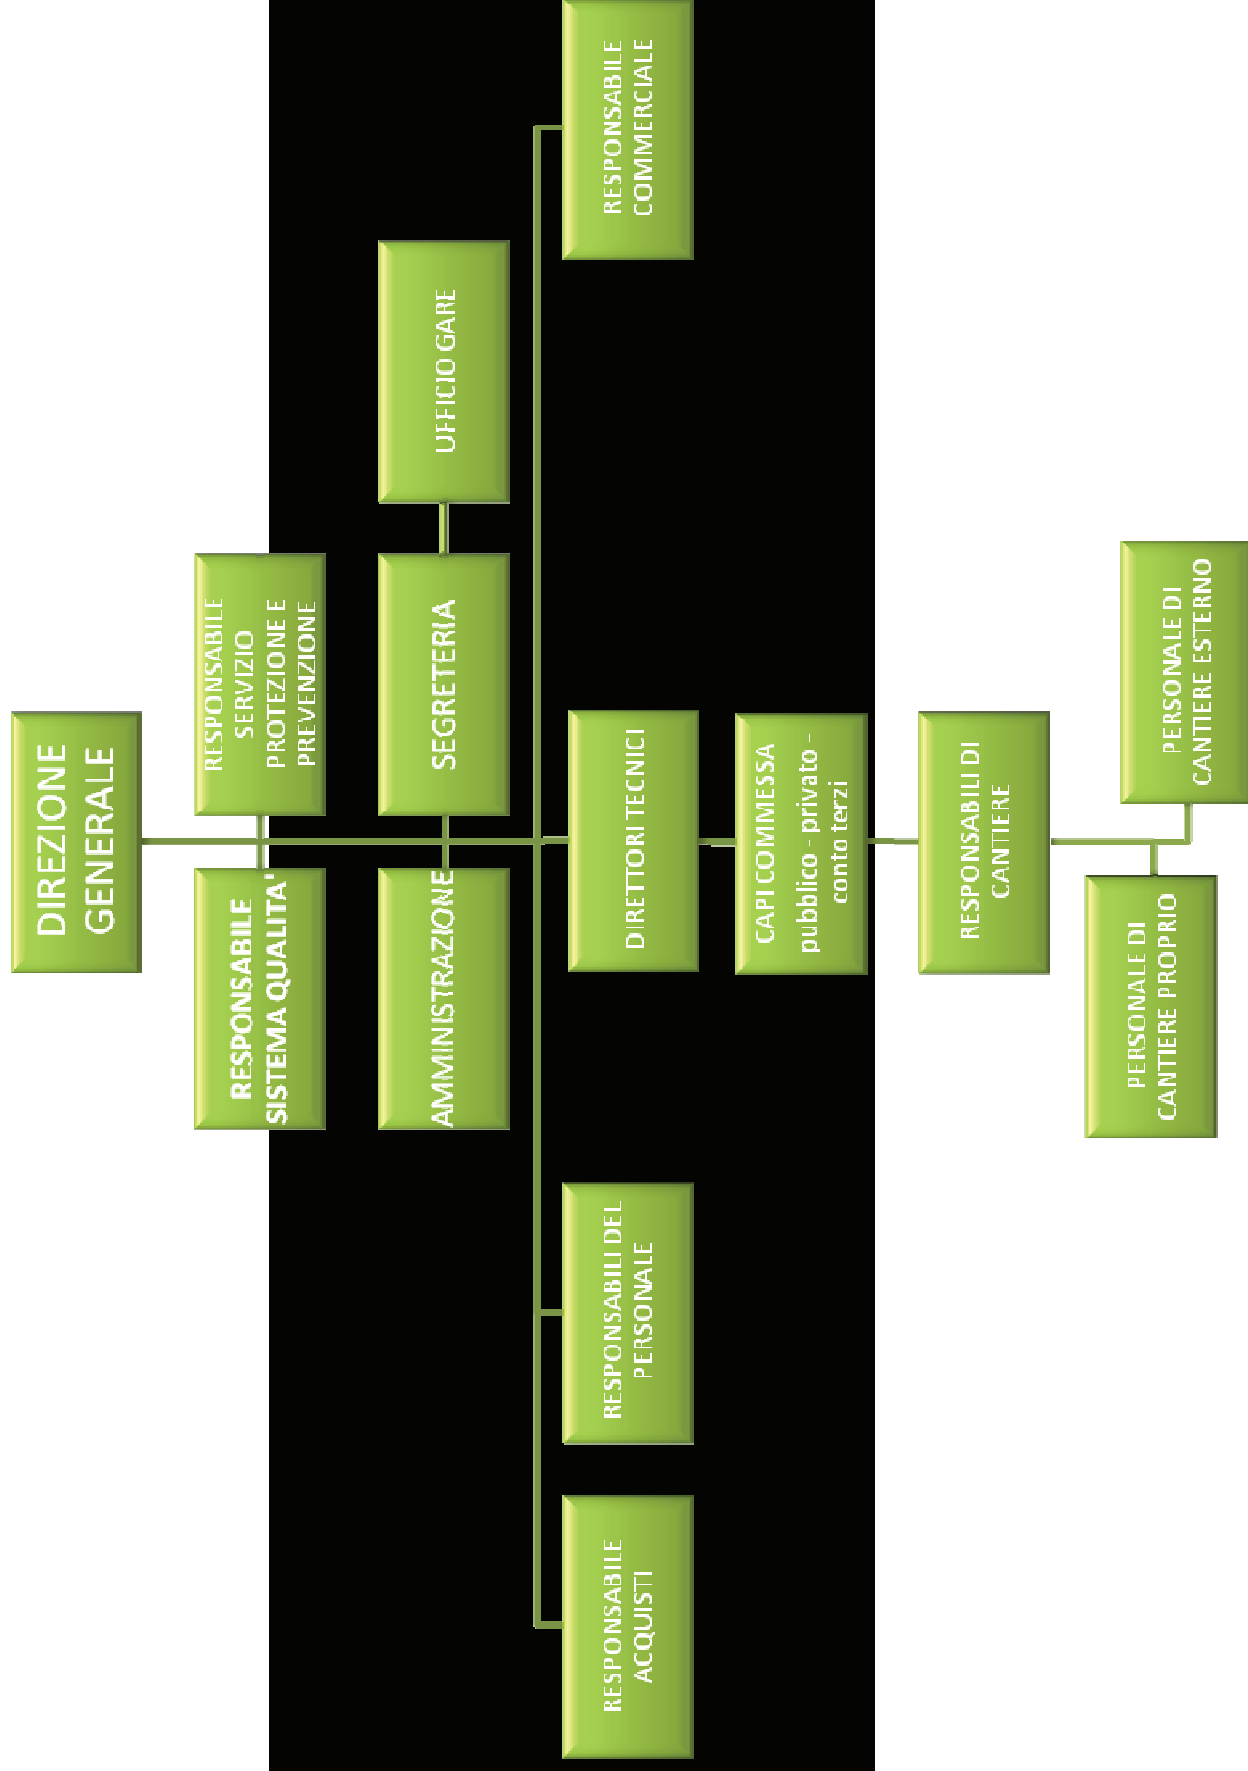 DIREZIONE
GENERALE
RESPONSABILE
SISTEMA QUALITA'
RESPONSABILE
SERVIZIO
PROTEZIONE E
PREVENZIONE
AMMINISTRAZIONE
SEGRETERIA
UFFICIO GARE
RESPONSABILE
ACQUISTI
RESPONSABILI DEL
PERSONALE
DIRETTORI TECNICI
RESPONSABILE
COMMERCIALE
CAPI COMMESSA
pubblico - privato -
conto terzi
RESPONSABILI DI
CANTIERE
PERSONALE DI
CANTIERE PROPRIO
PERSONALE DI
CANTIERE ESTERNO